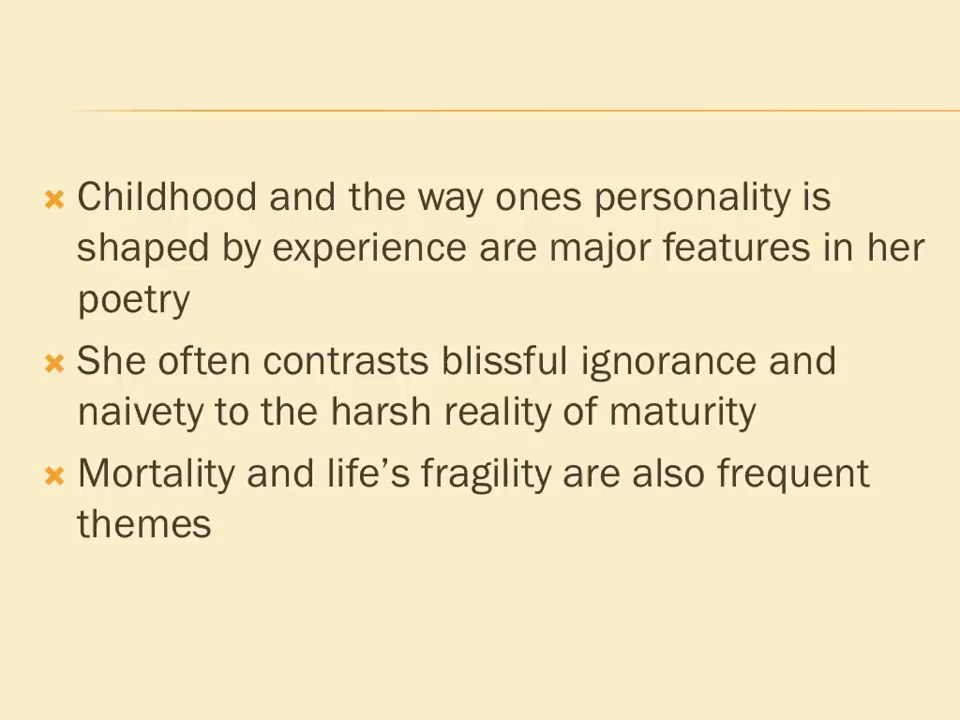 Childhood and the way ones personality is
shaped by experience are major features in her
poetry
She often contrasts blissful ignorance and
naivety to the harsh reality of maturity
Mortality and life’s fragility are also frequent
themes